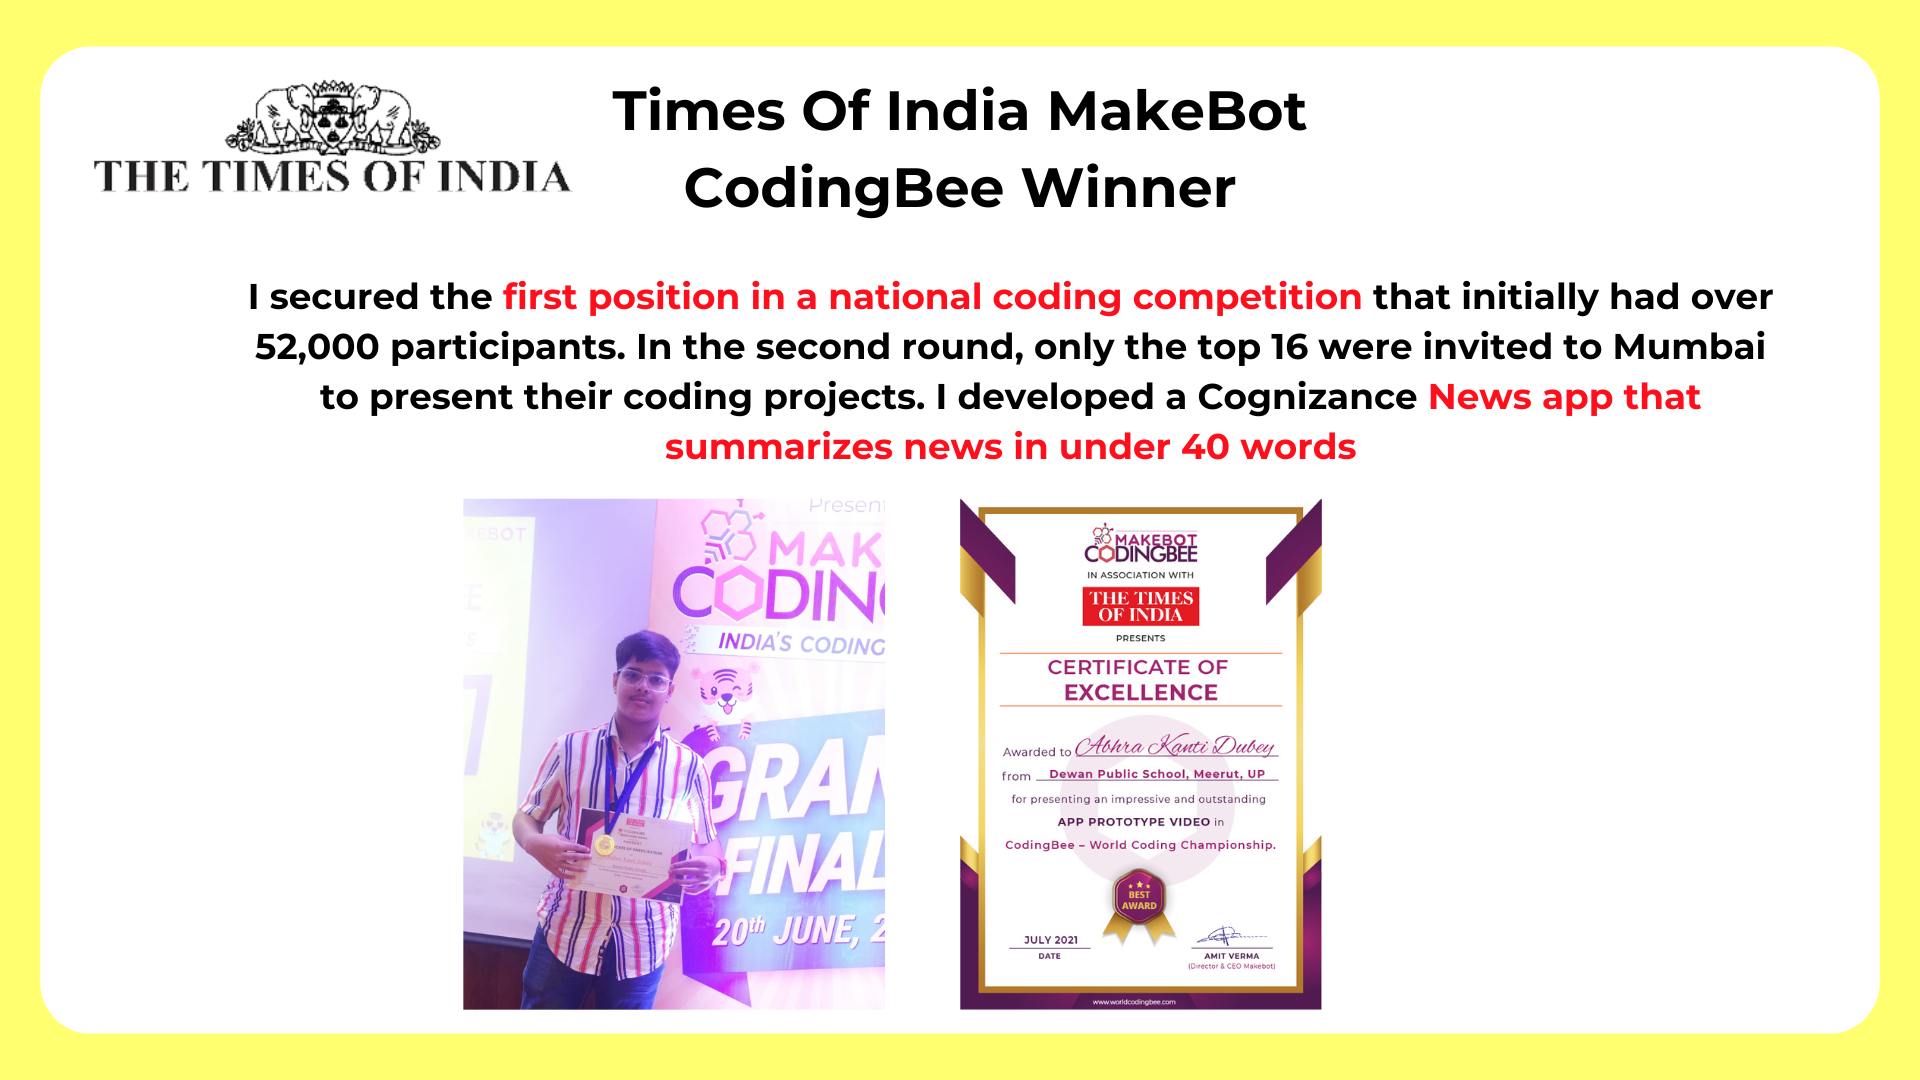 THE TIMES OF INDIA
Times Of India MakeBot
CodingBee Winner
I secured the first position in a national coding competition that initially had over
52,000 participants. In the second round, only the top 16 were invited to Mumbai
to present their coding projects. I developed a Cognizance News app that
summarizes news in under 40 words
Presen
KEBOT
MAK
CODIN
INDIA'S CODING
GRAN
FINAL
20th JUNE, 2
MAKEBOT
CODINGBEE
IN ASSOCIATION WITH
THE TIMES
OF INDIA
PRESENTS
CERTIFICATE OF
EXCELLENCE
Awarded to Abhra Kanti Dubey
from Dewan Public School, Meerut, UP
for presenting an impressive and outstanding
APP PROTOTYPE VIDEO in
CodingBee – World Coding Championship.
BEST
AWARD
JULY 2021
DATE
AMIT VERMA
(Director & CEO Makebot)
www.worldcodingbee.com